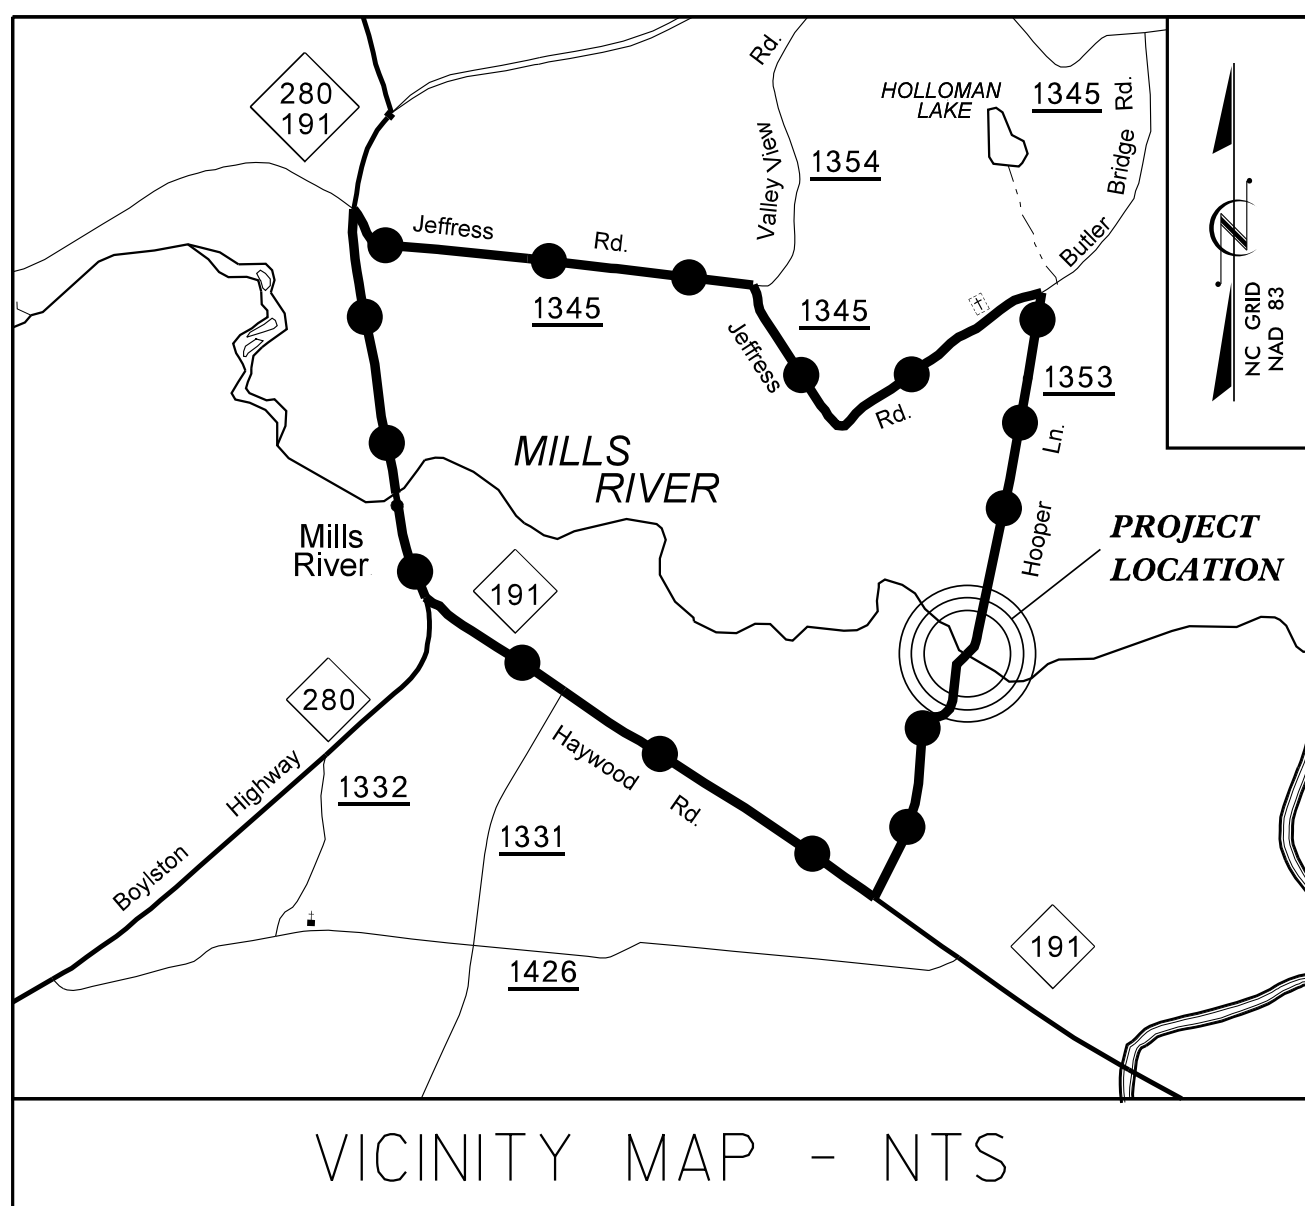 280
191
Rd.
HOLLOMAN
LAKE
1345
Rd.
Bridge
Butler
Valley View
1354
Jeffress
Rd.
1345
1345
Jeffress
Rd.
1353
Ln.
Hooper
NC GRID
NAD 83
MILLS
RIVER
PROJECT
LOCATION
Mills
River
191
280
Haywood
Rd.
Highway
Boylston
1332
1331
191
1426
VICINITY MAP - NTS